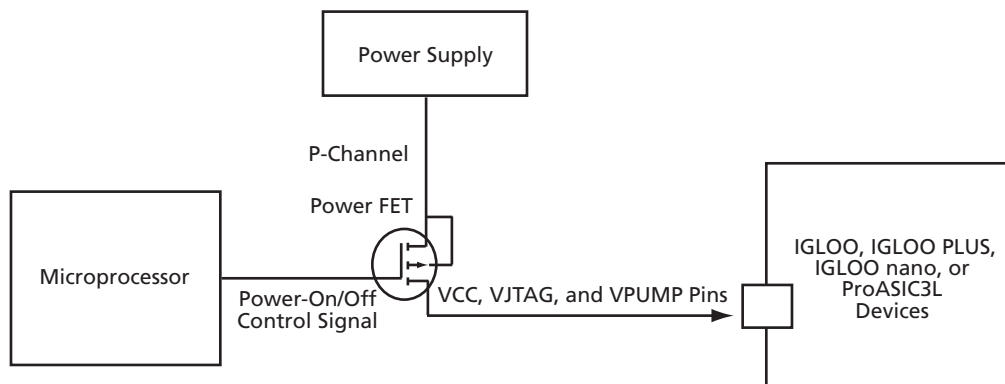 Power Supply
P-Channel
Power FET
Microprocessor
Power-On/Off
Control Signal
VCC, VJTAG, and VPUMP Pins
IGLOO, IGLOO PLUS,
IGLOO nano, or
ProASIC3L
Devices